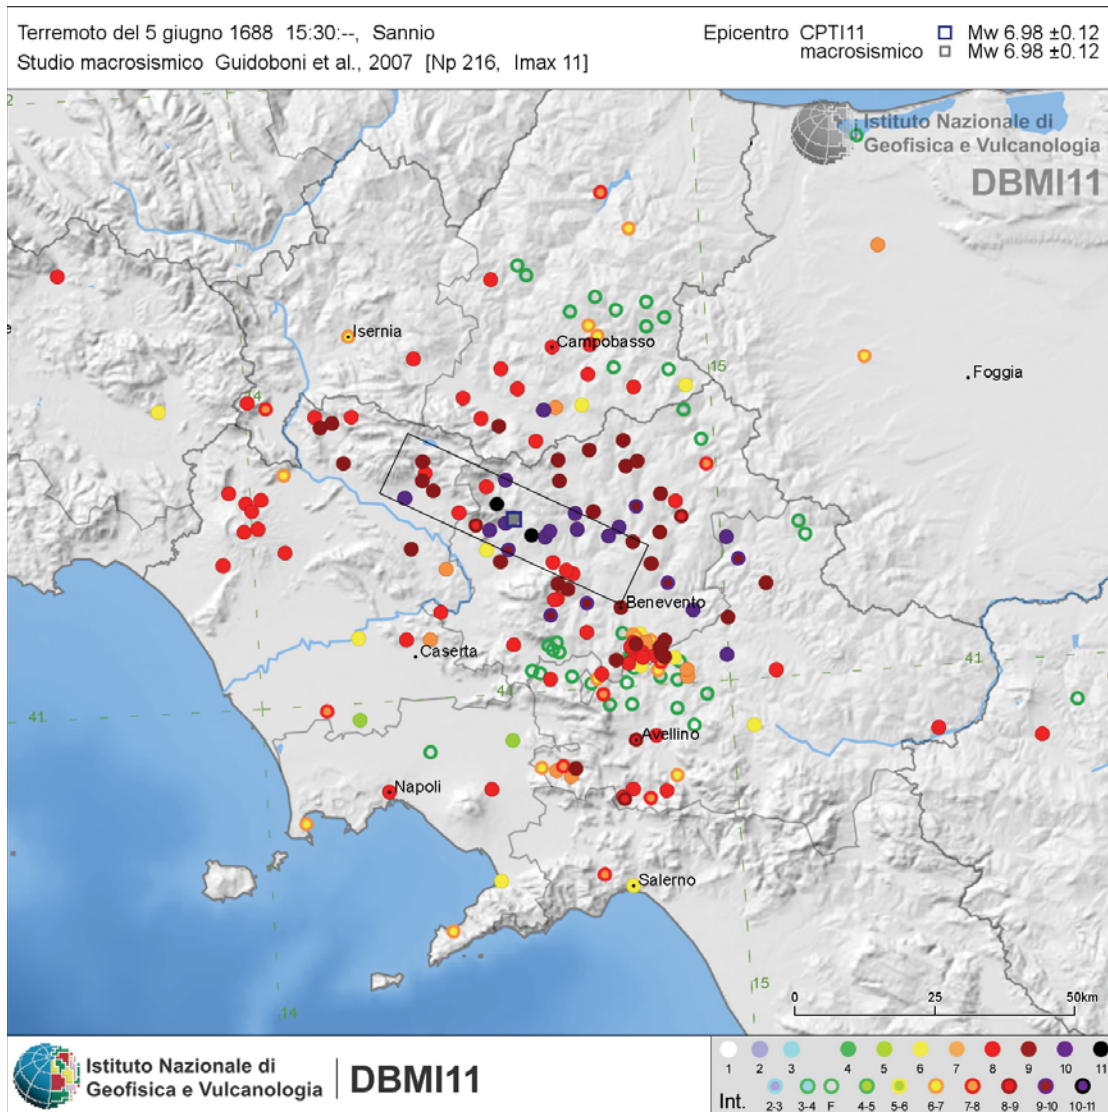 Terremoto del 5 giugno 1688 15:30:--, Sannio
Studio macrosismico Guidoboni et al., 2007 [Np 216, Imax 11]
Epicentro CPTI11 Mw 6.98 ±0.12
macrosismico Mw 6.98 ±0.12
2
Istituto Nazionale di
Geofisica e Vulcanologia
DBMI11
e
Isernia
Campobasso
15
Foggia
14
Benevento
Caserta
41
41
41
Avellino
Napoli
Salerno
15
14
0 25 50km
Istituto Nazionale di
Geofisica e Vulcanologia
DBMI11
1 2 3 4 5 6 7 8 9 10 11
Int. 2-3 3-4 F 4-5 5-6 6-7 7-8 8-9 9-10 10-11